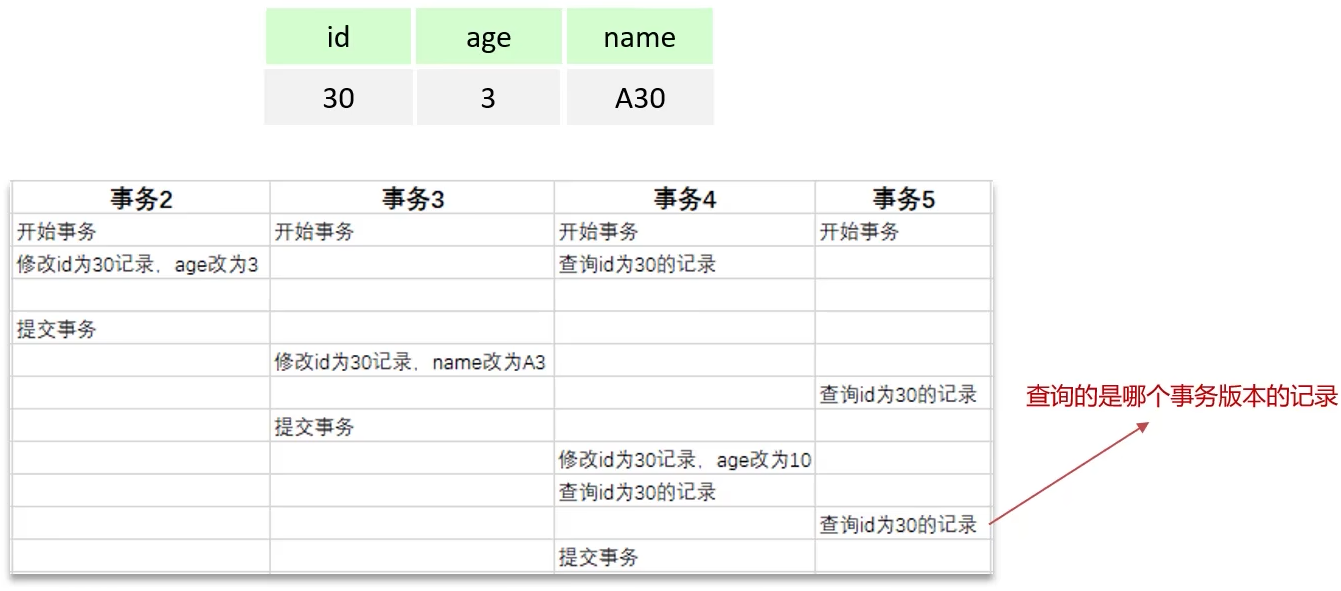 id age name
30 3 A30
事务2 事务3 事务4 事务5
开始事务 开始事务 开始事务 开始事务
修改id为30记录，age改为3 查询id为30的记录
提交事务
修改id为30记录，name改为A3
查询id为30的记录
查询的是哪个事务版本的记录
提交事务
修改id为30记录，age改为10
查询id为30的记录
查询id为30的记录
提交事务